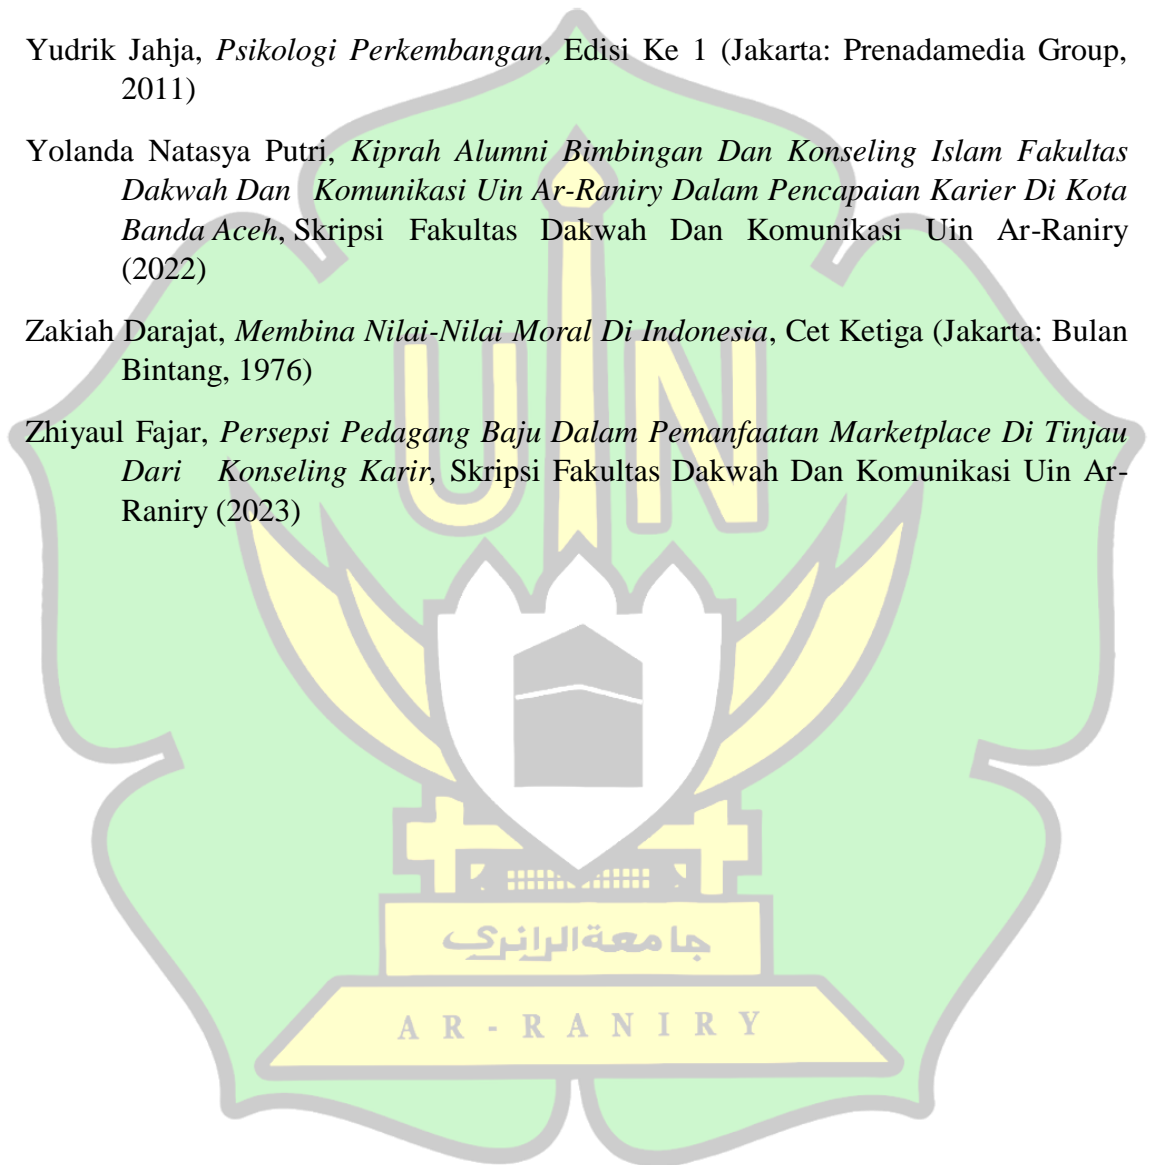 Yudrik Jahja, Psikologi Perkembangan, Edisi Ke 1 (Jakarta: Prenadamedia Group,
2011)
Yolanda Natasya Putri, Kiprah Alumni Bimbingan Dan Konseling Islam Fakultas
Dakwah Dan Komunikasi Uin Ar-Raniry Dalam Pencapaian Karier Di Kota
Banda Aceh, Skripsi Fakultas Dakwah Dan Komunikasi Uin Ar-Raniry
(2022)
Zakiah Darajat, Membina Nilai-Nilai Moral Di Indonesia, Cet Ketiga (Jakarta: Bulan
Bintang, 1976)
Zhiyaul Fajar, Persepsi Pedagang Baju Dalam Pemanfaatan Marketplace Di Tinjau
Dari Konseling Karir, Skripsi Fakultas Dakwah Dan Komunikasi Uin Ar-
Raniry (2023)
UIN
جامعةالرانري
AR-RANIRY